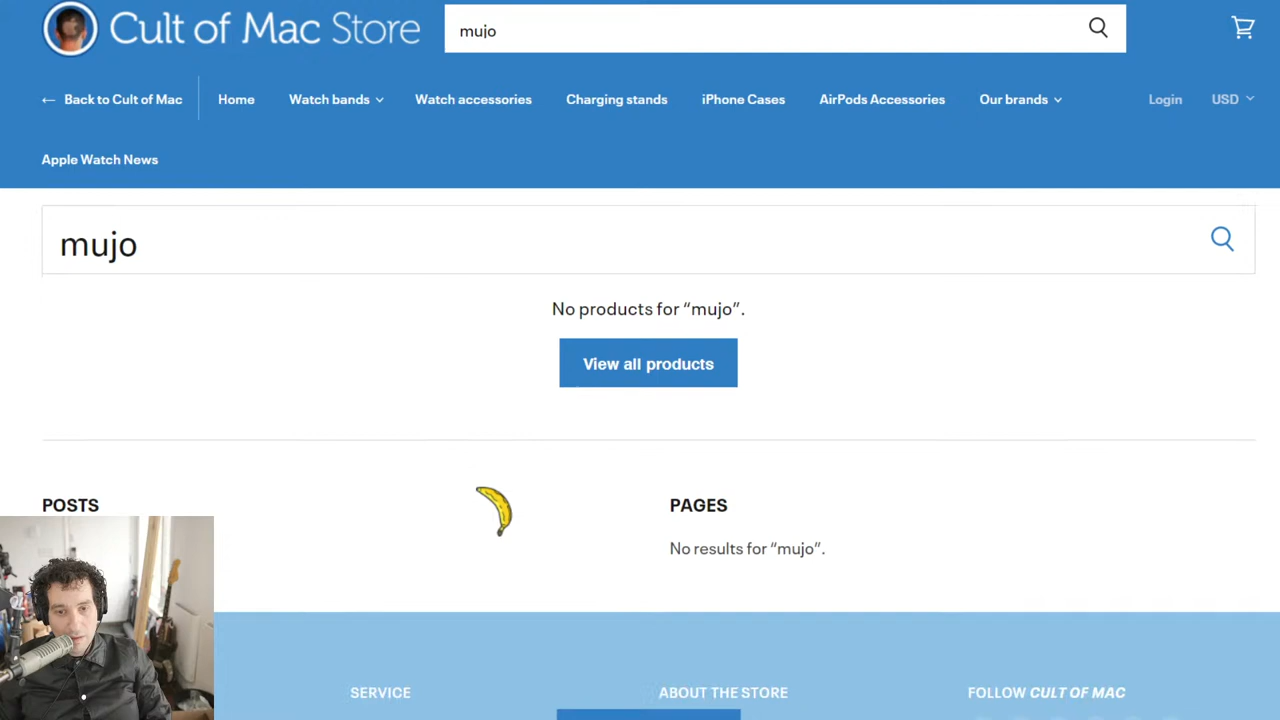 Cult of Mac Store
mujo
← Back to Cult of Mac
Home
Watch bands
Watch accessories
Charging stands
iPhone Cases
AirPods Accessories
Our brands
Login
USD
Apple Watch News
mujo
No products for “mujo”.
View all products
POSTS
PAGES
No results for “mujo”.
SERVICE
ABOUT THE STORE
FOLLOW CULT OF MAC